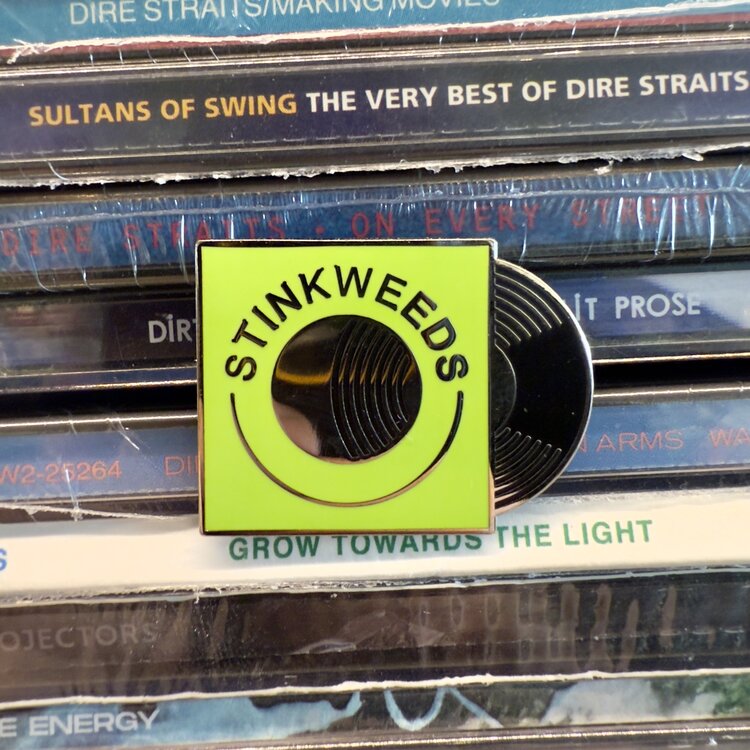 DIRE STRAITS/MAKING MOVIES
SULTANS OF SWING THE VERY BEST OF DIRE STRAITS
DIRE STRAITS • ON EVERY STREET
PROSE
STINKWEEDS
W2-25264
ARMS
GROW TOWARDS THE LIGHT
OJECTORS
E ENERGY